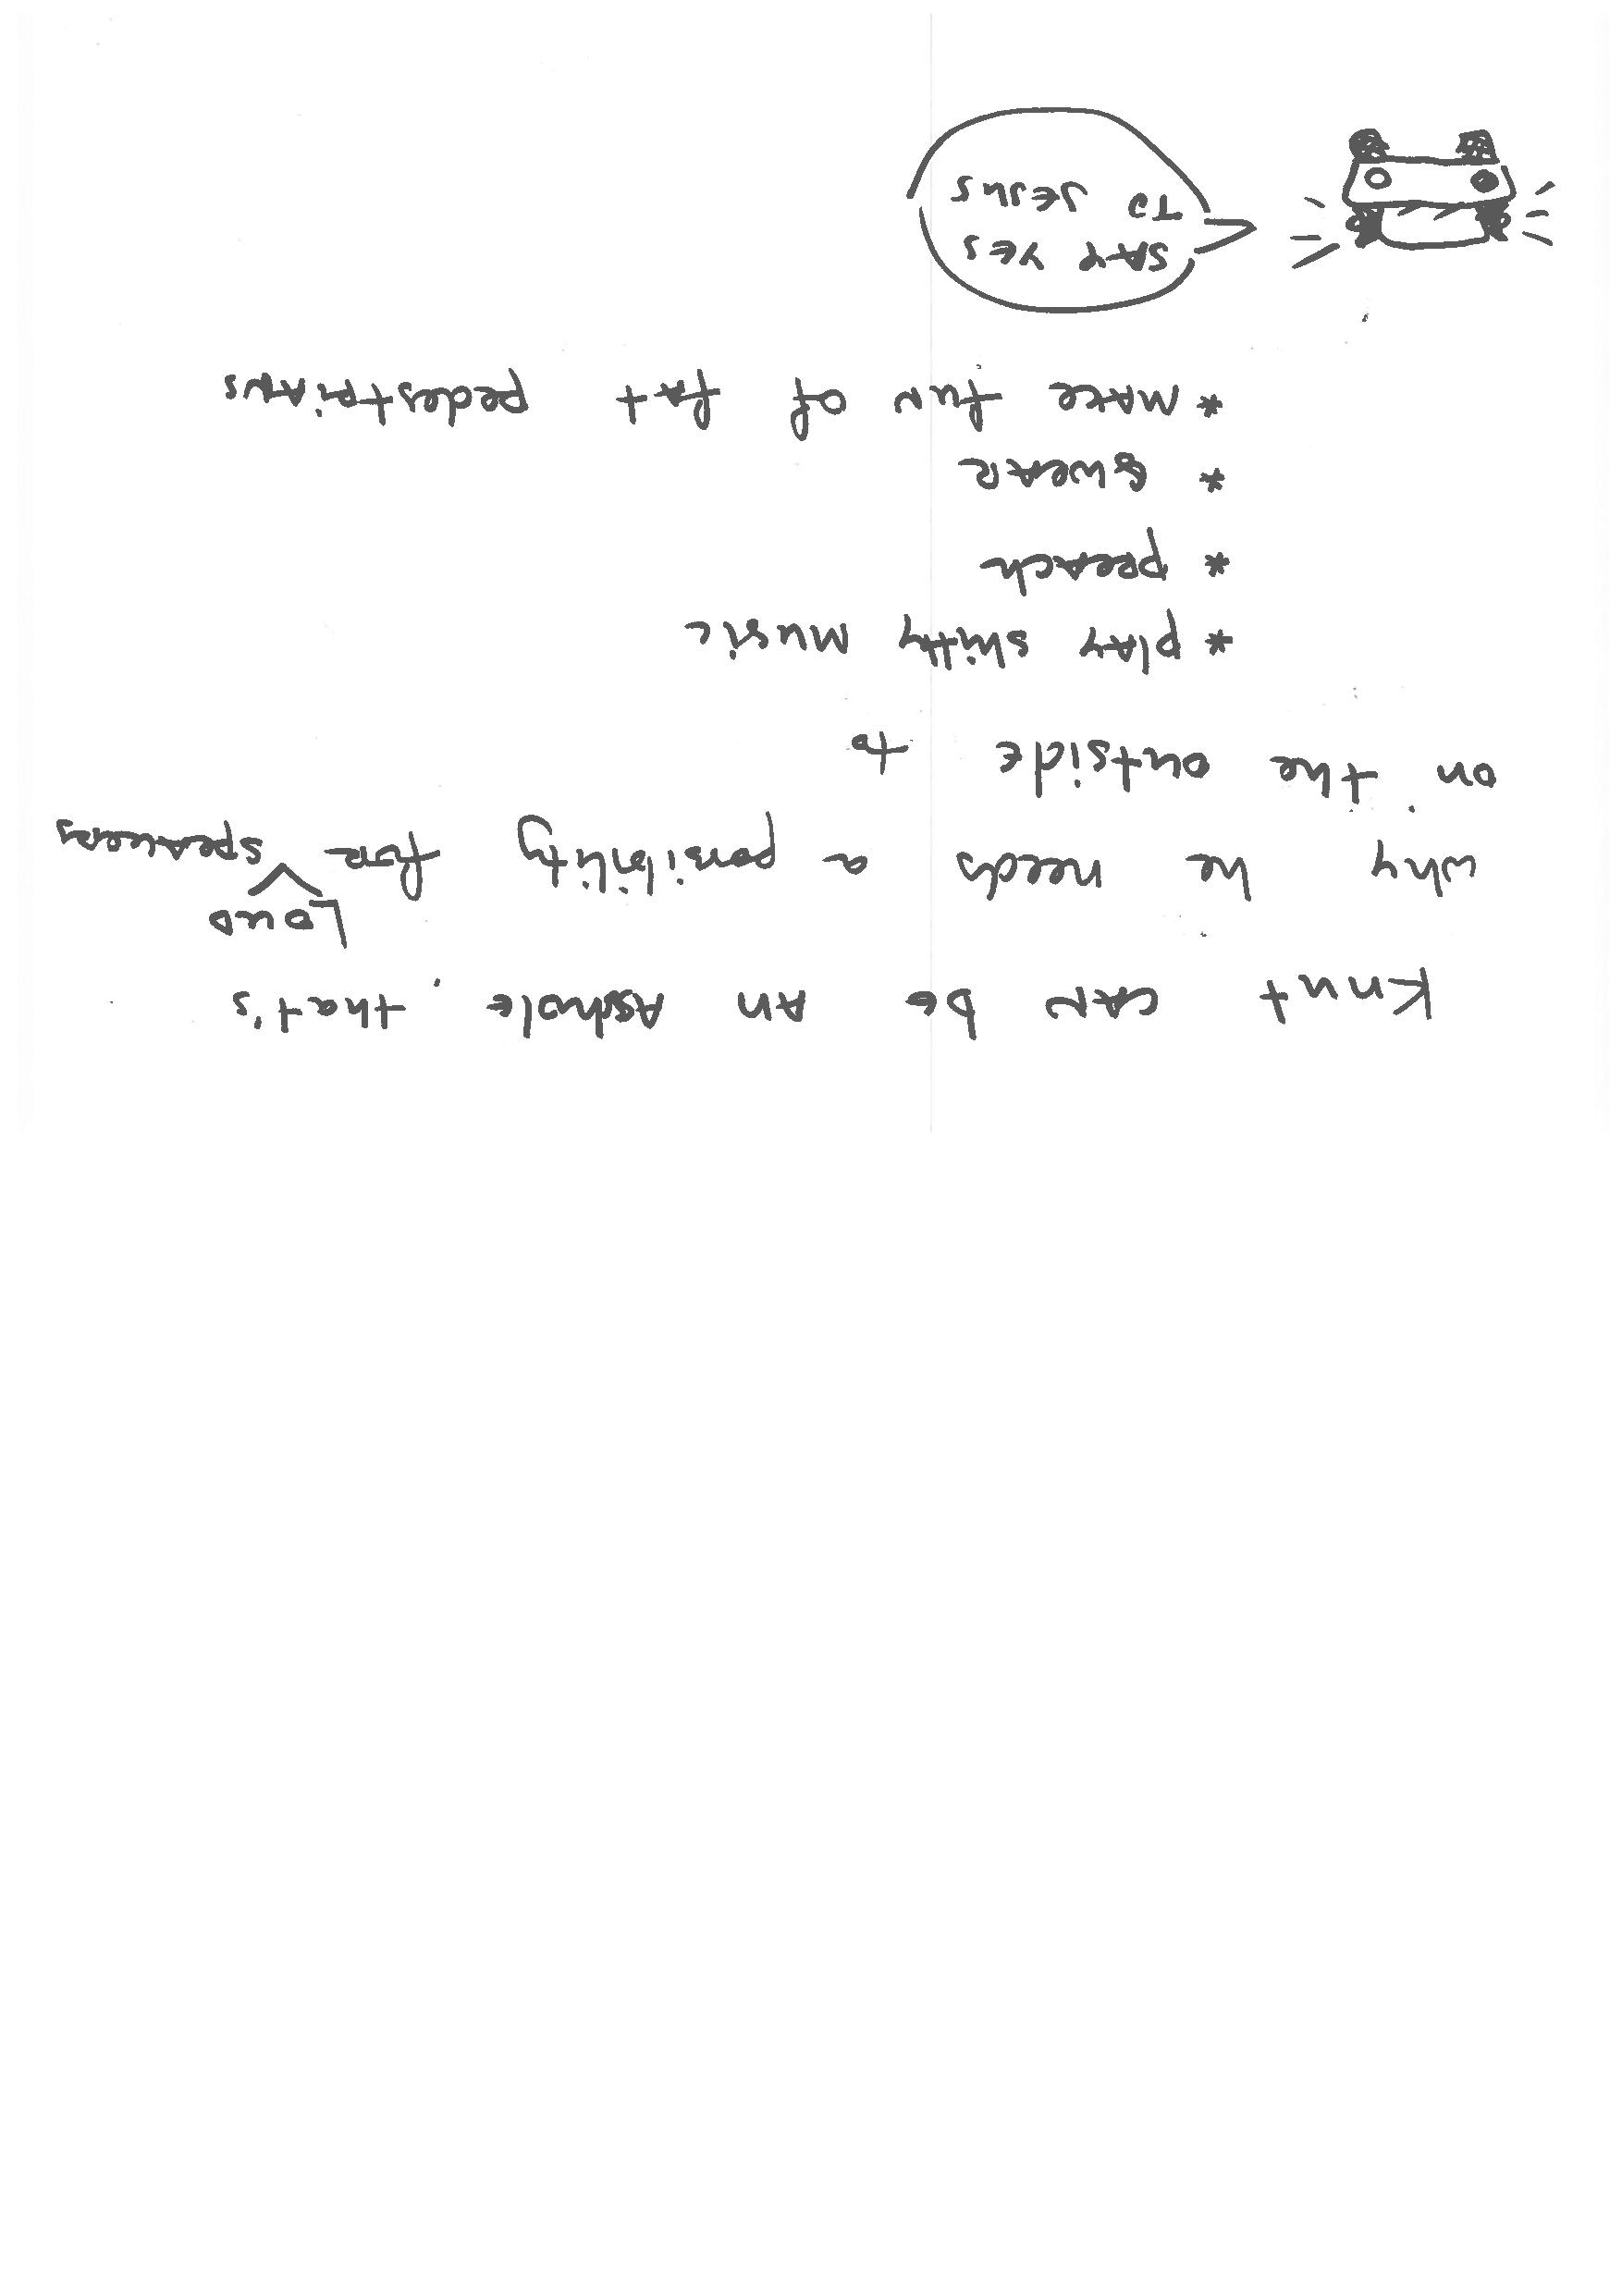 Knut can be an Asshole, that's
Loud
why he needs a possibility for speakers
on the outside to
* play shitty music
* preach
* swear
* make fun of fat pedestrians
SAY YES
TO JESUS